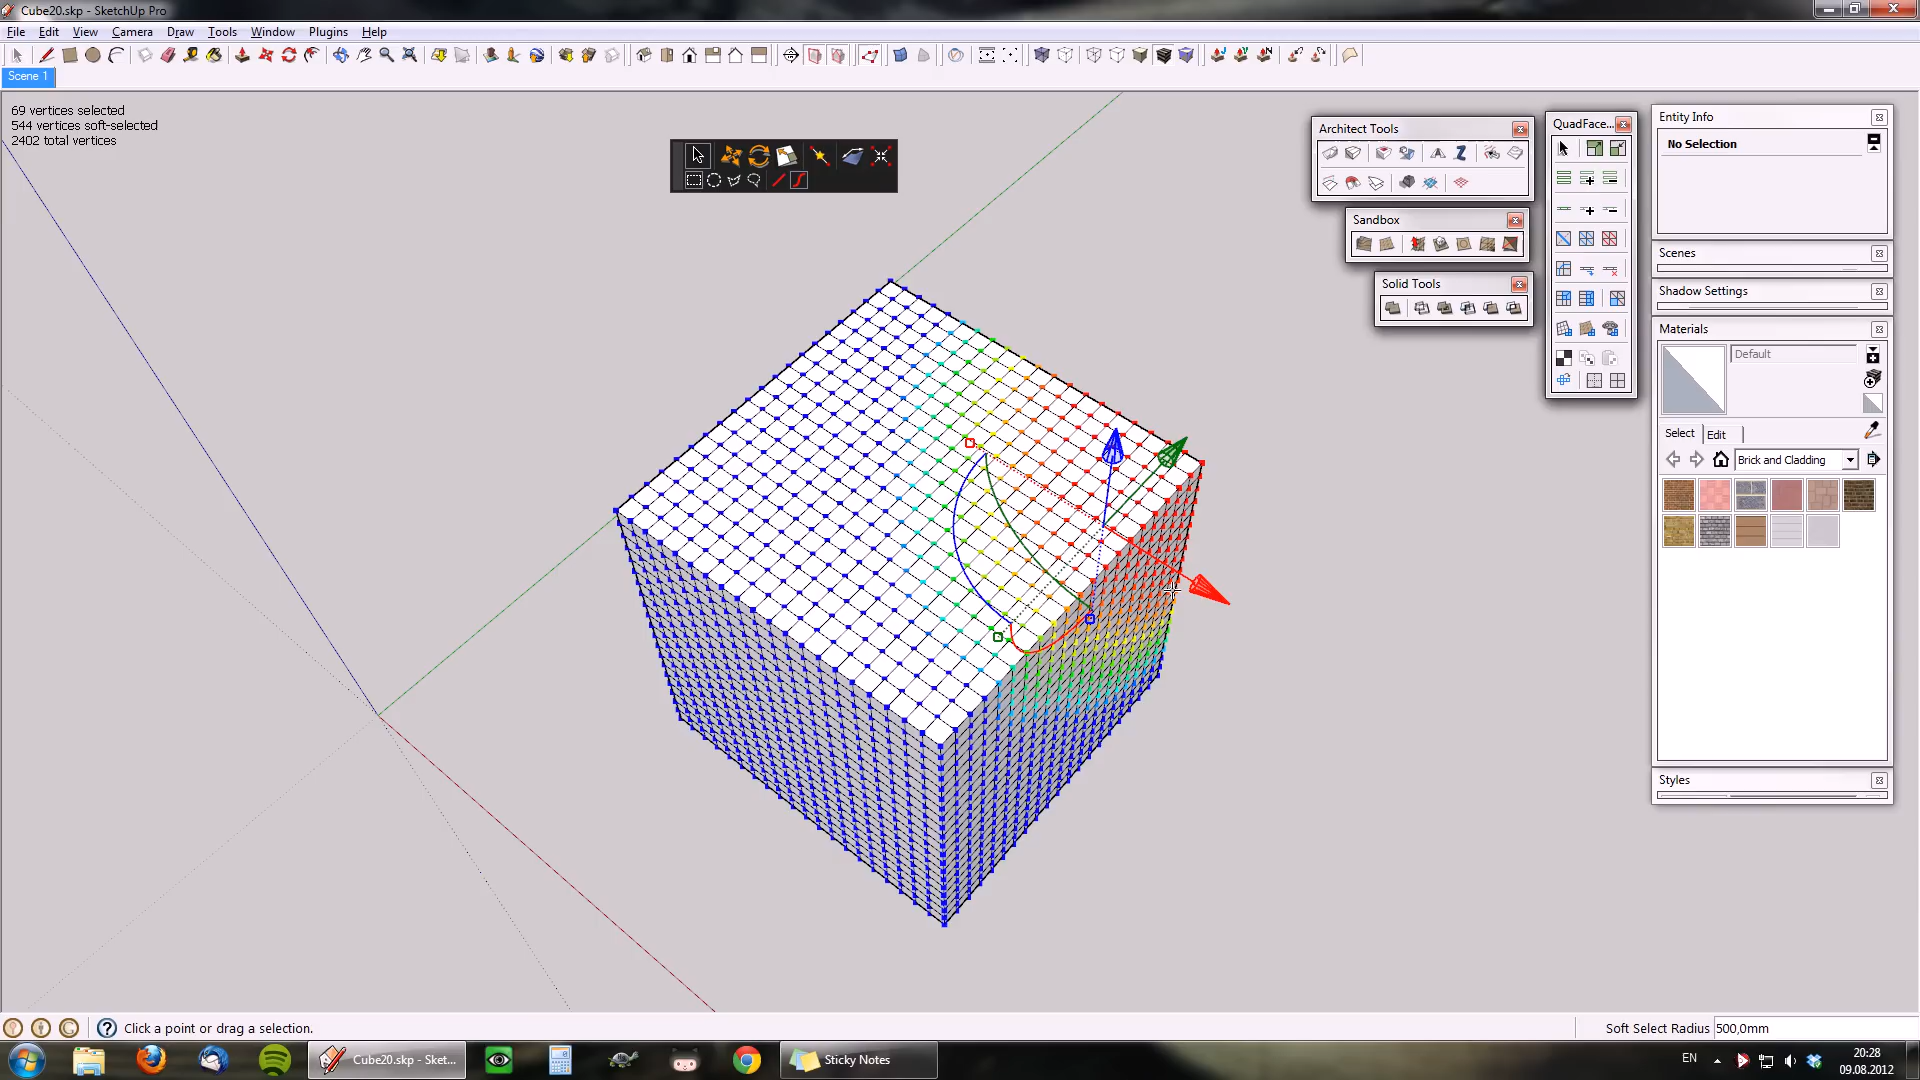 Cube20.skp - SketchUp Pro
File Edit View Camera Draw Tools Window Plugins Help
Scene 1
69 vertices selected
544 vertices soft-selected
2402 total vertices
Architect Tools
Sandbox
Solid Tools
QuadFace...
Entity Info
No Selection
Scenes
Shadow Settings
Materials
Default
Select Edit
Brick and Cladding
Styles
Click a point or drag a selection.
Soft Select Radius 500,0mm
Cube20.skp - Sket...
Sticky Notes
EN
20:28
09.08.2012